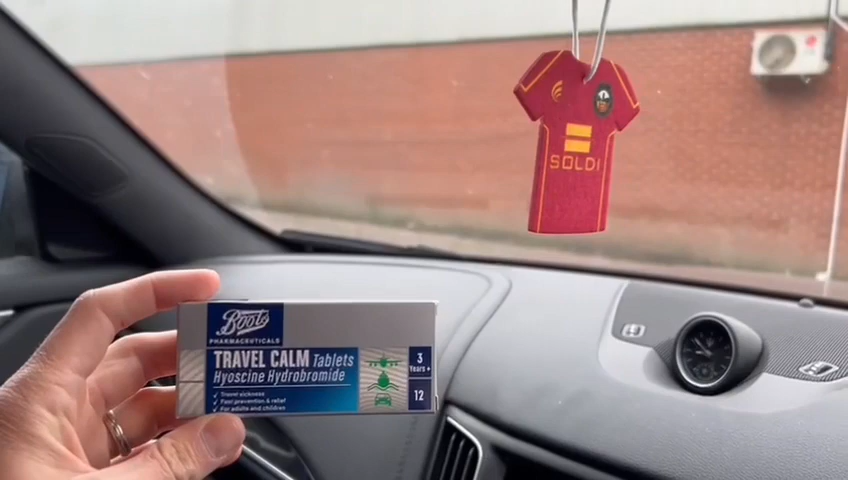 SOLDI
Boots
PHARMACEUTICALS
TRAVEL CALM Tablets
Hyoscine Hydrobromide
✓ Travel sickness
✓ Fast prevention & relief
✓ For adults and children
3
Years +
12